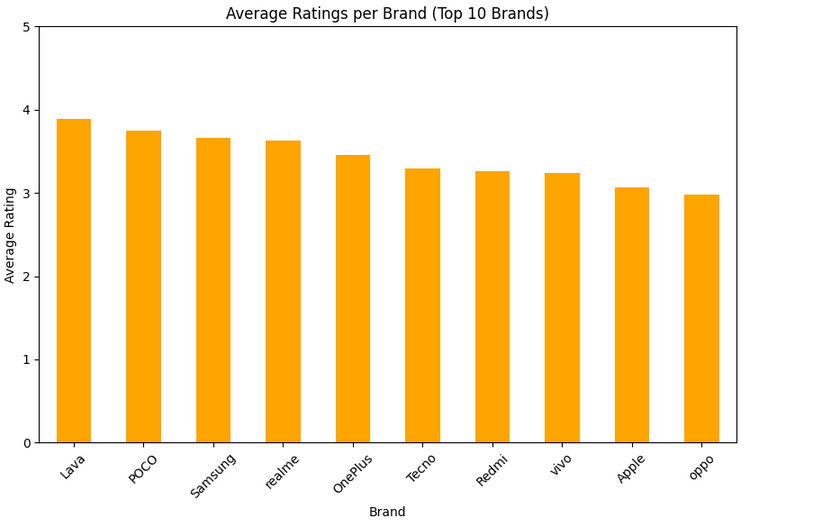 Average Ratings per Brand (Top 10 Brands)
5
4
3
2
1
0
Average Rating
Lava
POCO
Samsung
realme
OnePlus
Tecno
Redmi
vivo
Apple
oppo
Brand